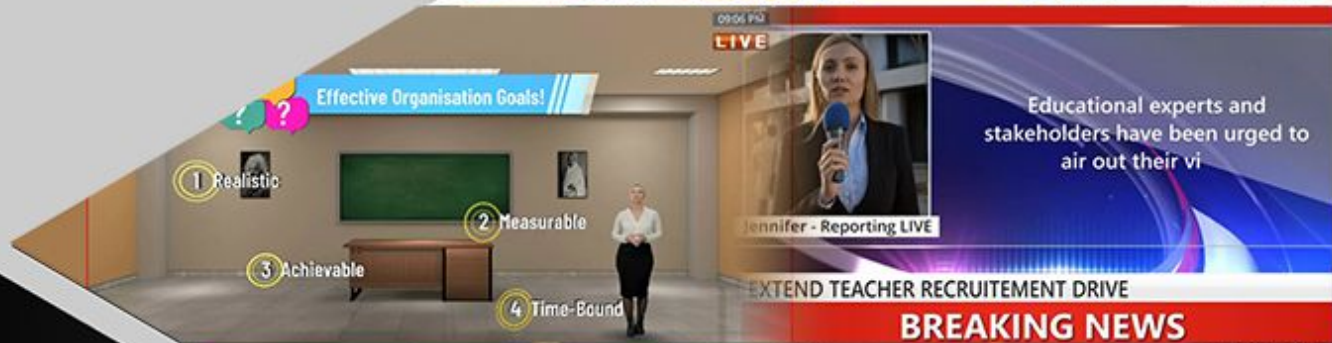 Effective Organisation Goals!
? ?
1 Realistic
2 Measurable
3 Achievable
4 Time-Bound
09:06 PM
LIVE
Jennifer - Reporting LIVE
Educational experts and
stakeholders have been urged to
air out their vi
EXTEND TEACHER RECRUITEMENT DRIVE
BREAKING NEWS